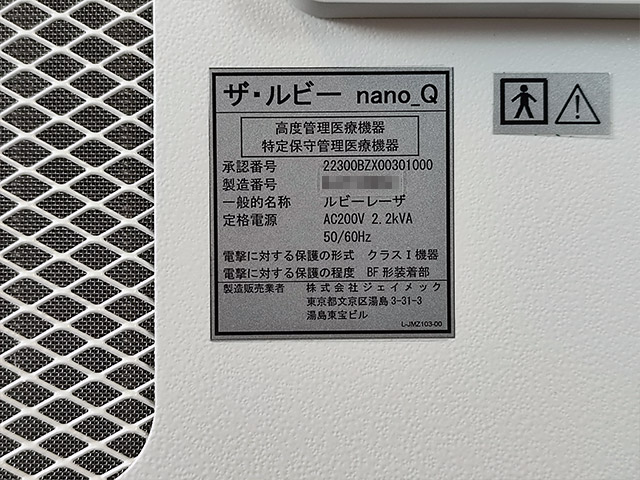 ザ・ルビー nano_Q
高度管理医療機器
特定保守管理医療機器
承認番号 22300BZX00301000
製造番号
一般的名称 ルビーレーザ
定格電源 AC200V 2.2kVA
50/60Hz
電撃に対する保護の形式 クラスⅠ機器
電撃に対する保護の程度 BF形装着部
製造販売業者 株式会社ジェイメック
東京都文京区湯島3-31-3
湯島東宝ビル
L-JMZ103-00